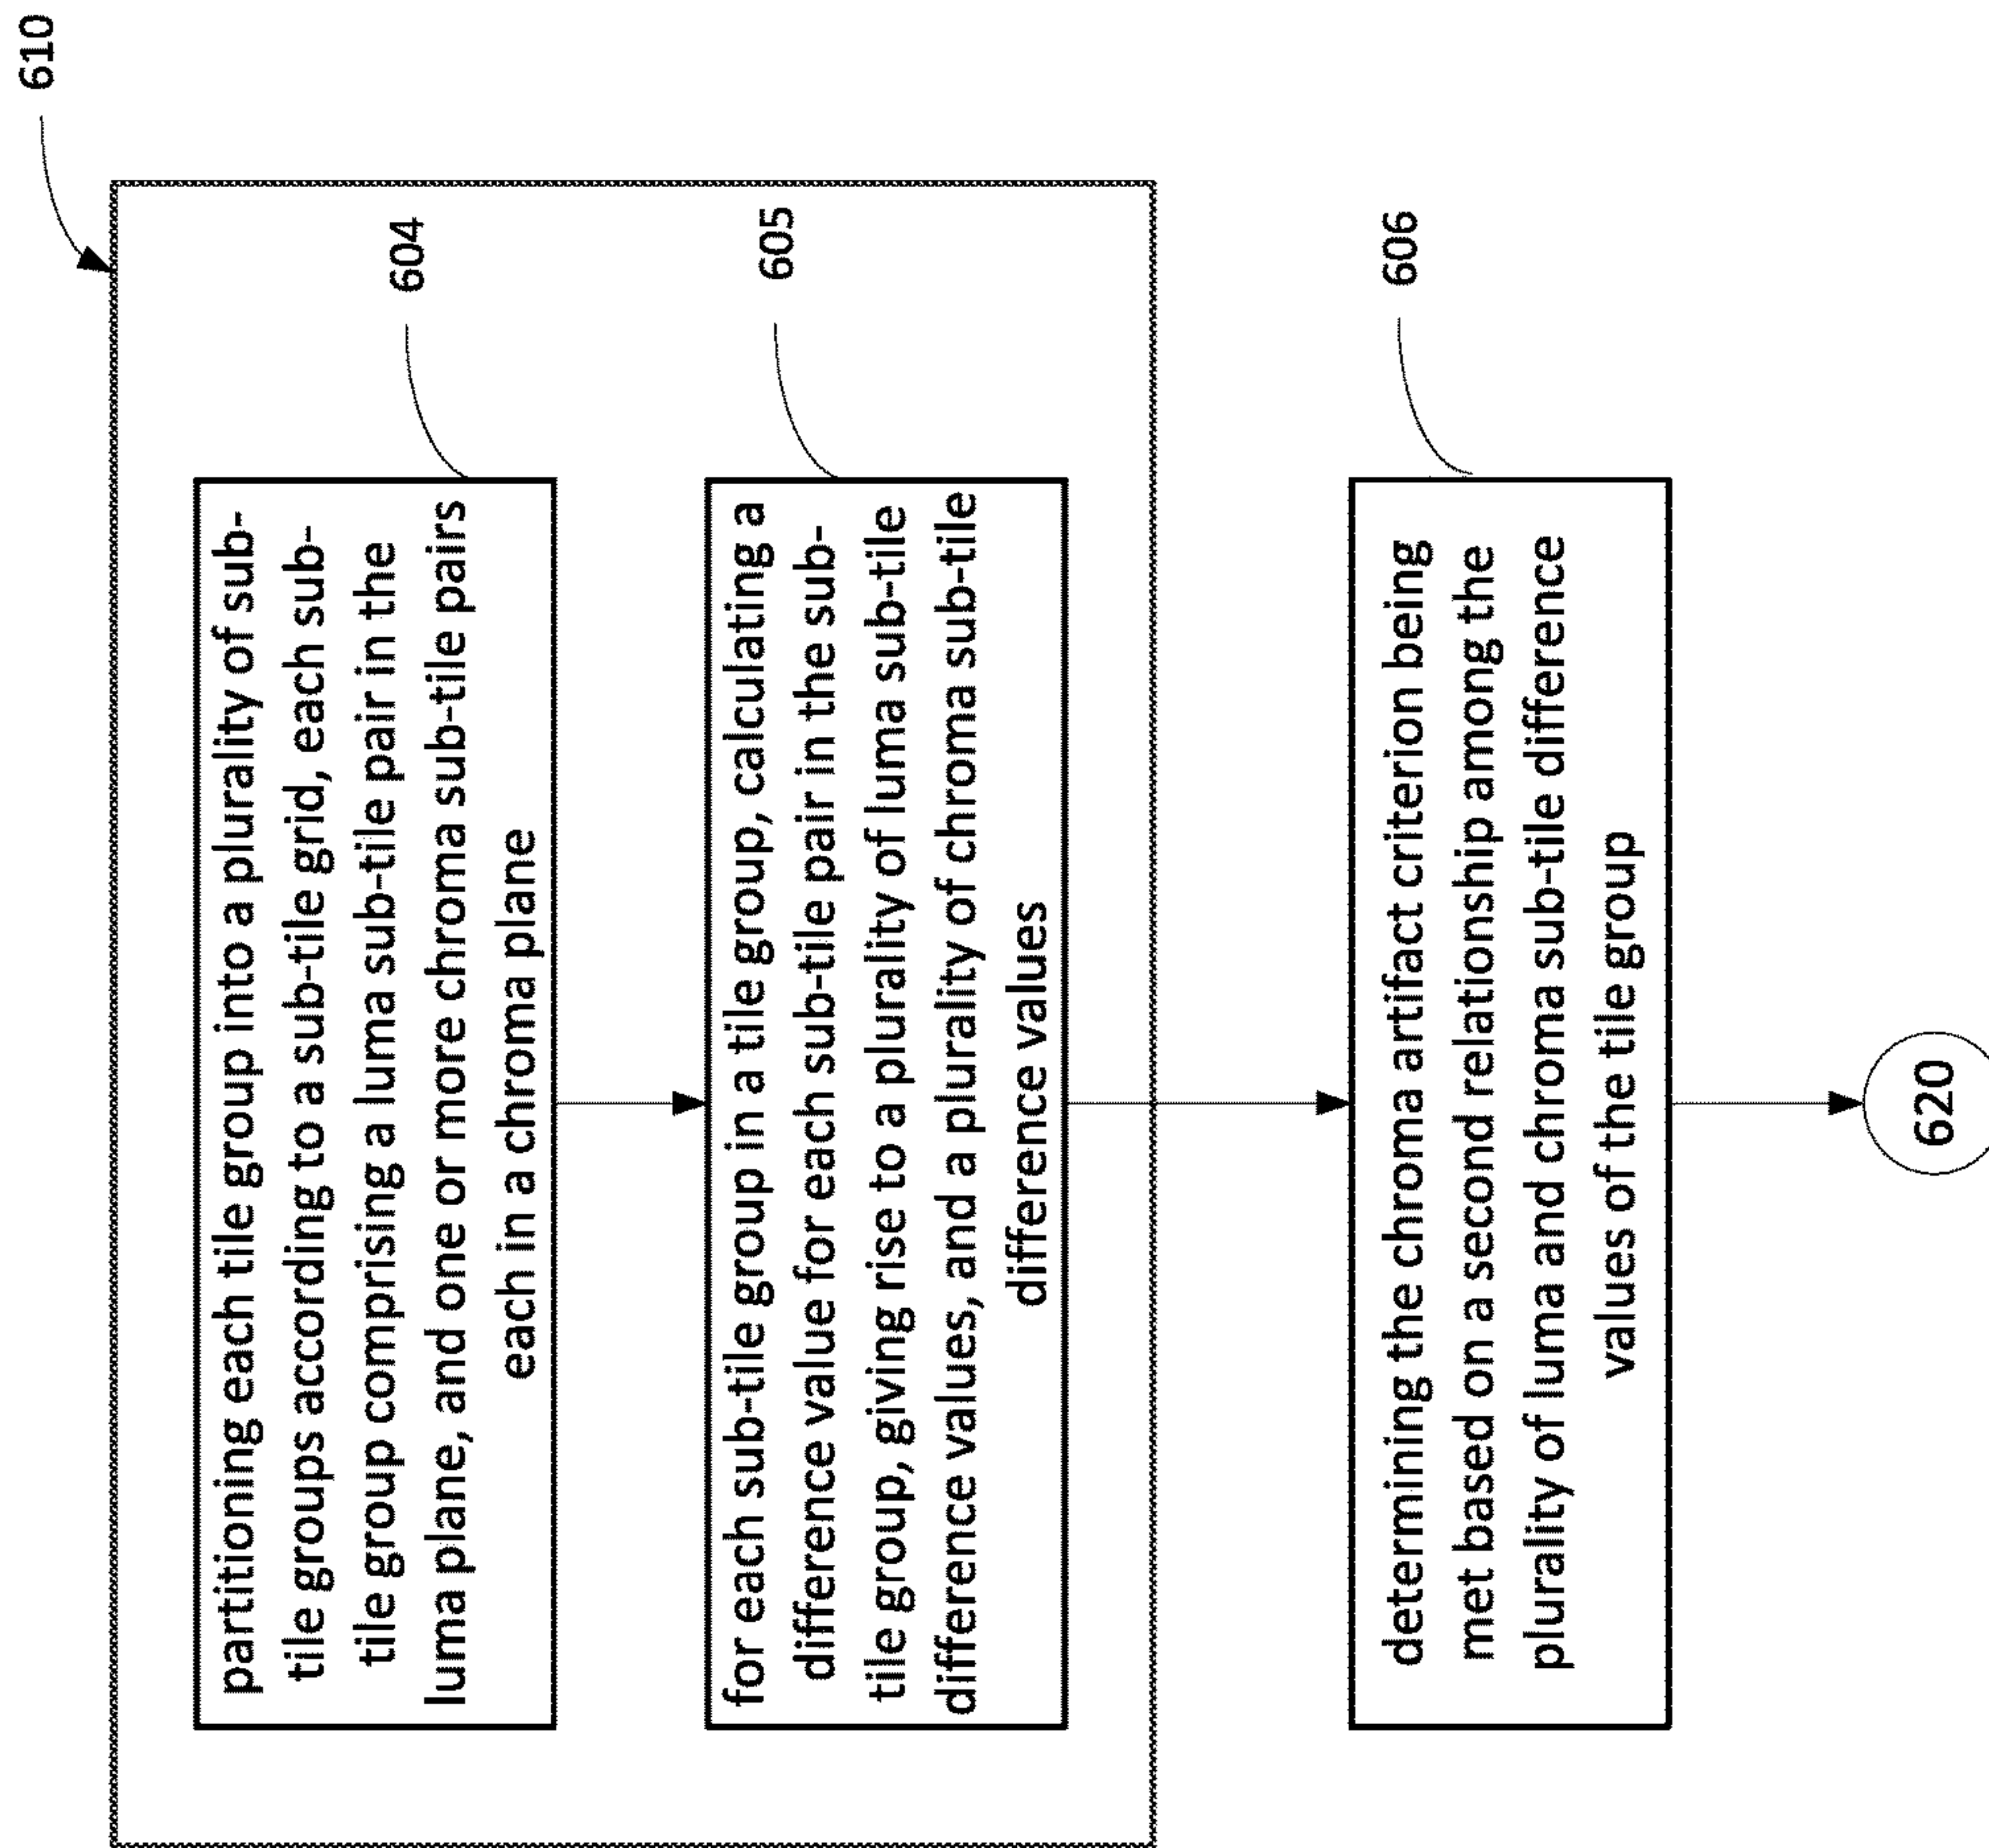 610
partitioning each tile group into a plurality of sub-
tile groups according to a sub-tile grid, each sub-
tile group comprising a luma sub-tile pair in the
luma plane, and one or more chroma sub-tile pairs
each in a chroma plane
604
for each sub-tile group in a tile group, calculating a
difference value for each sub-tile pair in the sub-
tile group, giving rise to a plurality of luma sub-tile
difference values, and a plurality of chroma sub-tile
difference values
605
determining the chroma artifact criterion being
met based on a second relationship among the
plurality of luma and chroma sub-tile difference
values of the tile group
606
620